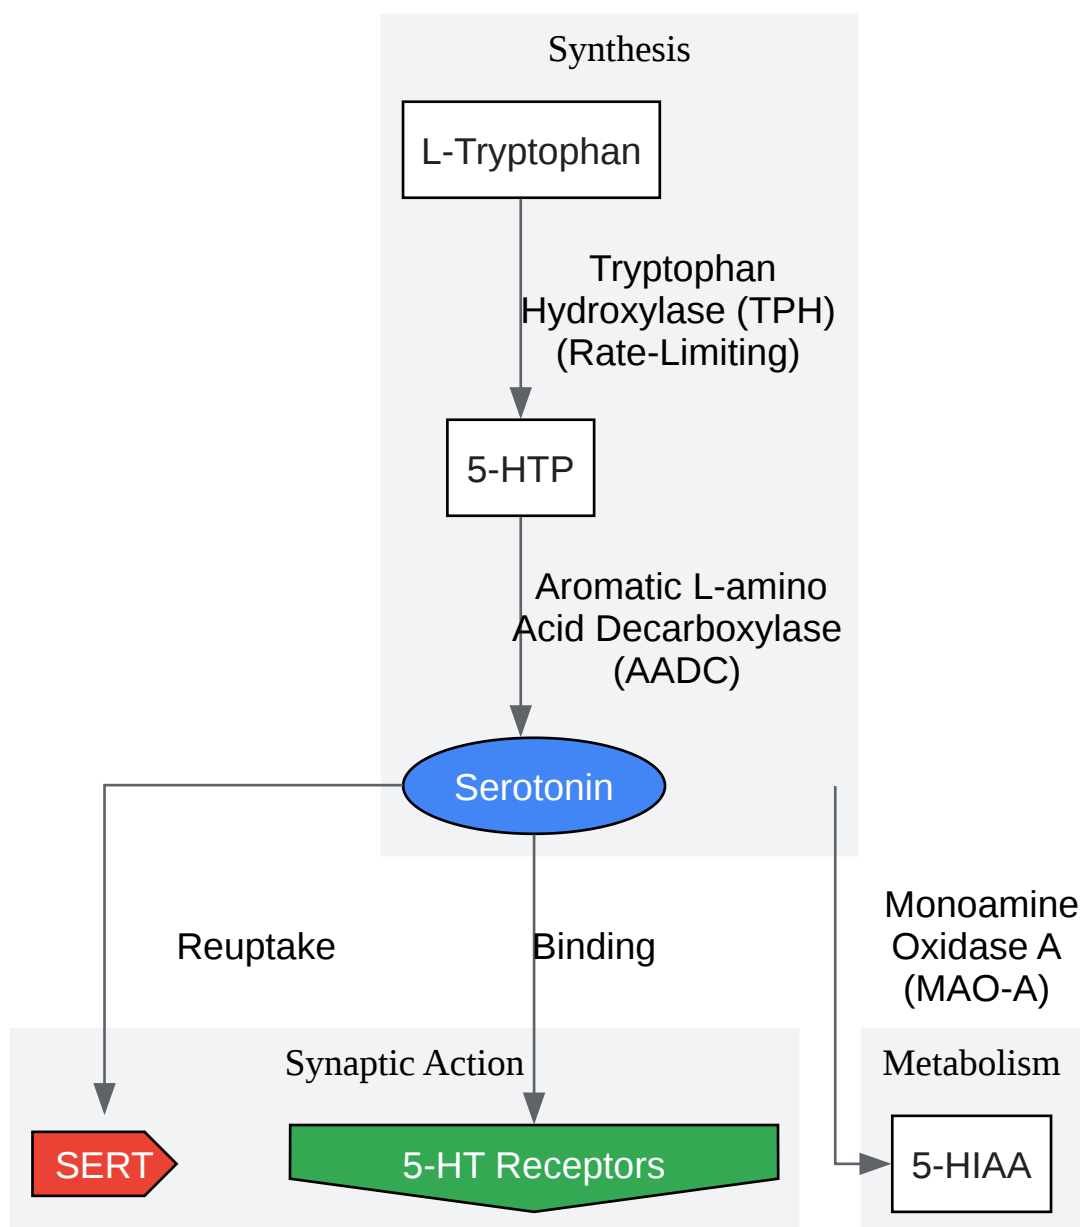 Synthesis
L-Tryptophan
Tryptophan
Hydroxylase (TPH)
(Rate-Limiting)
5-HTP
Aromatic L-amino
Acid Decarboxylase
(AADC)
Serotonin
Reuptake
Binding
Monoamine
Oxidase A
(MAO-A)
Synaptic Action
Metabolism
SERT
5-HT Receptors
5-HIAA